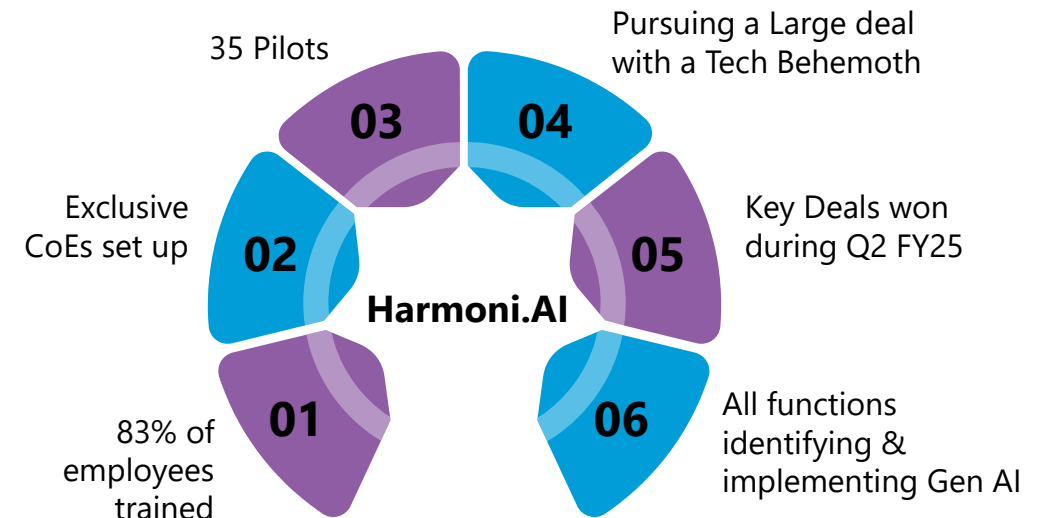 35 Pilots
03
Pursuing a Large deal
with a Tech Behemoth
04
Exclusive
CoEs set up
02
Key Deals won
during Q2 FY25
05
Harmoni.AI
83% of
employees
trained
01
All functions
identifying &
implementing Gen AI
06